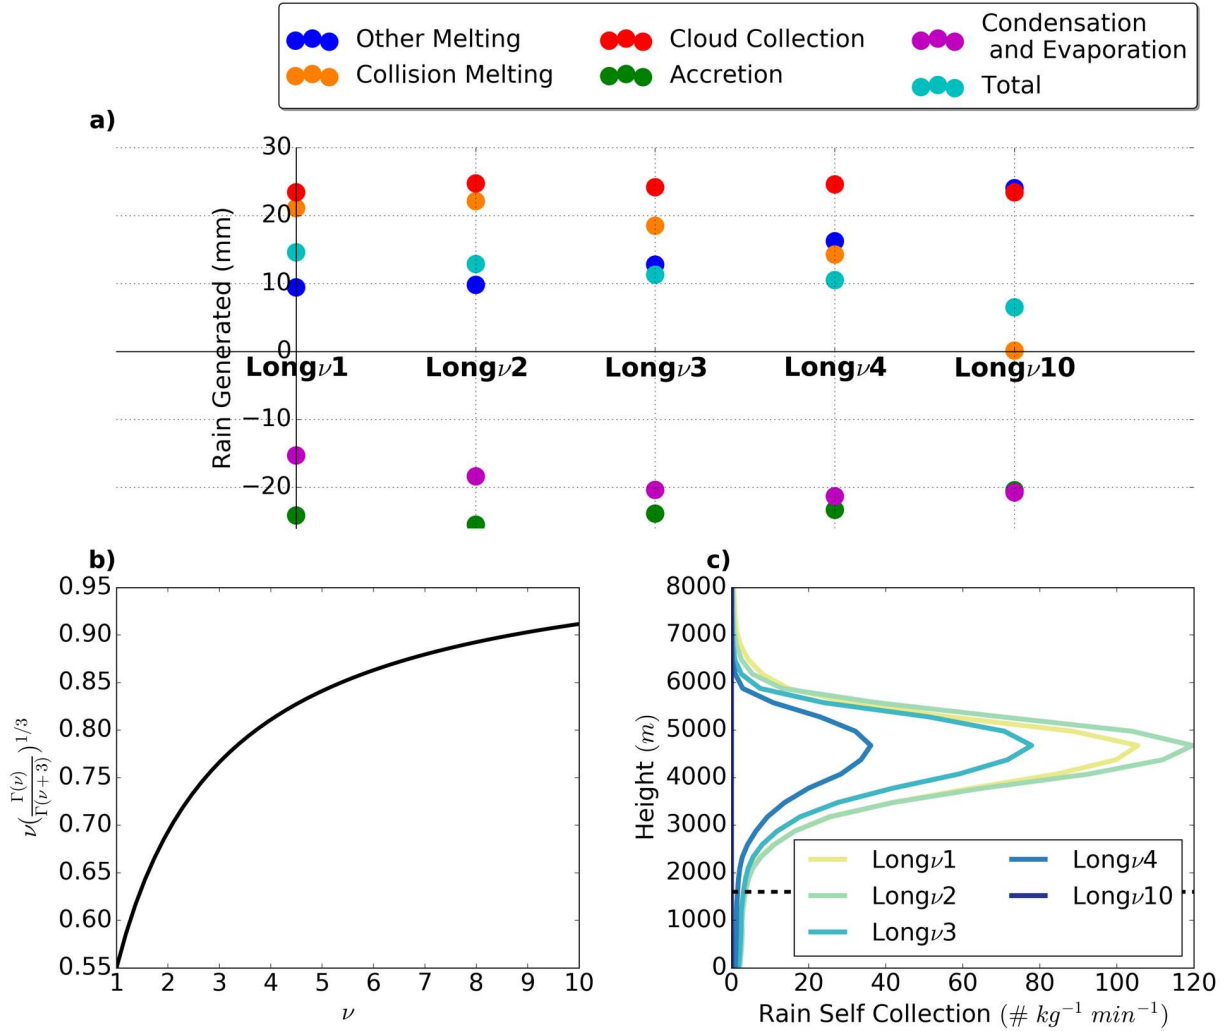 Other Melting
Collision Melting
Cloud Collection
Accretion
Condensation
and Evaporation
Total
a)
Rain Generated (mm)
30
20
10
0
−10
−20
Longν1
Longν2
Longν3
Longν4
Longν10
b)
0.95
0.90
0.85
0.80
0.75
0.70
0.65
0.60
0.55
ν(Γ(ν)/Γ(ν+3))^1/3
1 2 3 4 5 6 7 8 9 10
ν
c)
8000
7000
6000
5000
4000
3000
2000
1000
0
Height (m)
Longν1
Longν2
Longν3
Longν4
Longν10
0 20 40 60 80 100 120
Rain Self Collection (# kg⁻¹ min⁻¹)